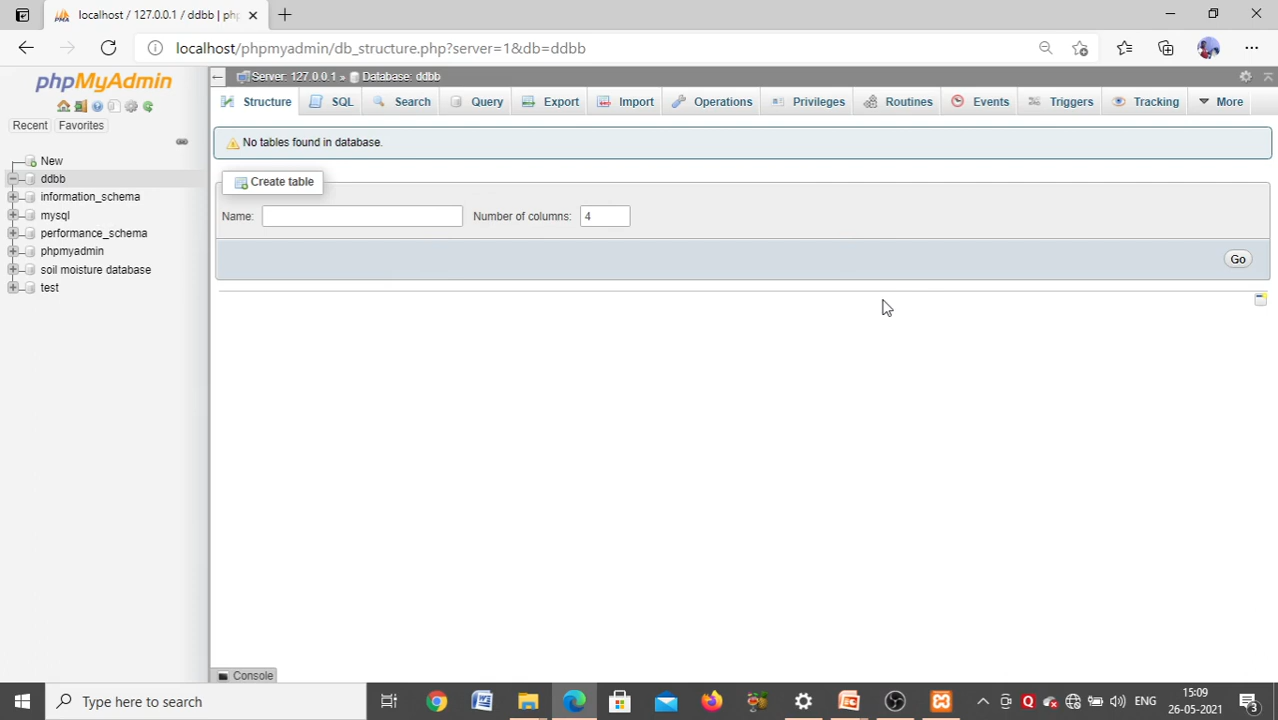 localhost / 127.0.0.1 / ddbb | ph
localhost/phpmyadmin/db_structure.php?server=1&db=ddbb
phpMyAdmin
Server: 127.0.0.1 » Database: ddbb
Structure SQL Search Query Export Import Operations Privileges Routines Events Triggers Tracking More
Recent Favorites
No tables found in database.
New
ddbb
information_schema
mysql
performance_schema
phpmyadmin
soil moisture database
test
Create table
Name: Number of columns: 4
Go
Console
Type here to search
ENG
15:09
26-05-2021
3